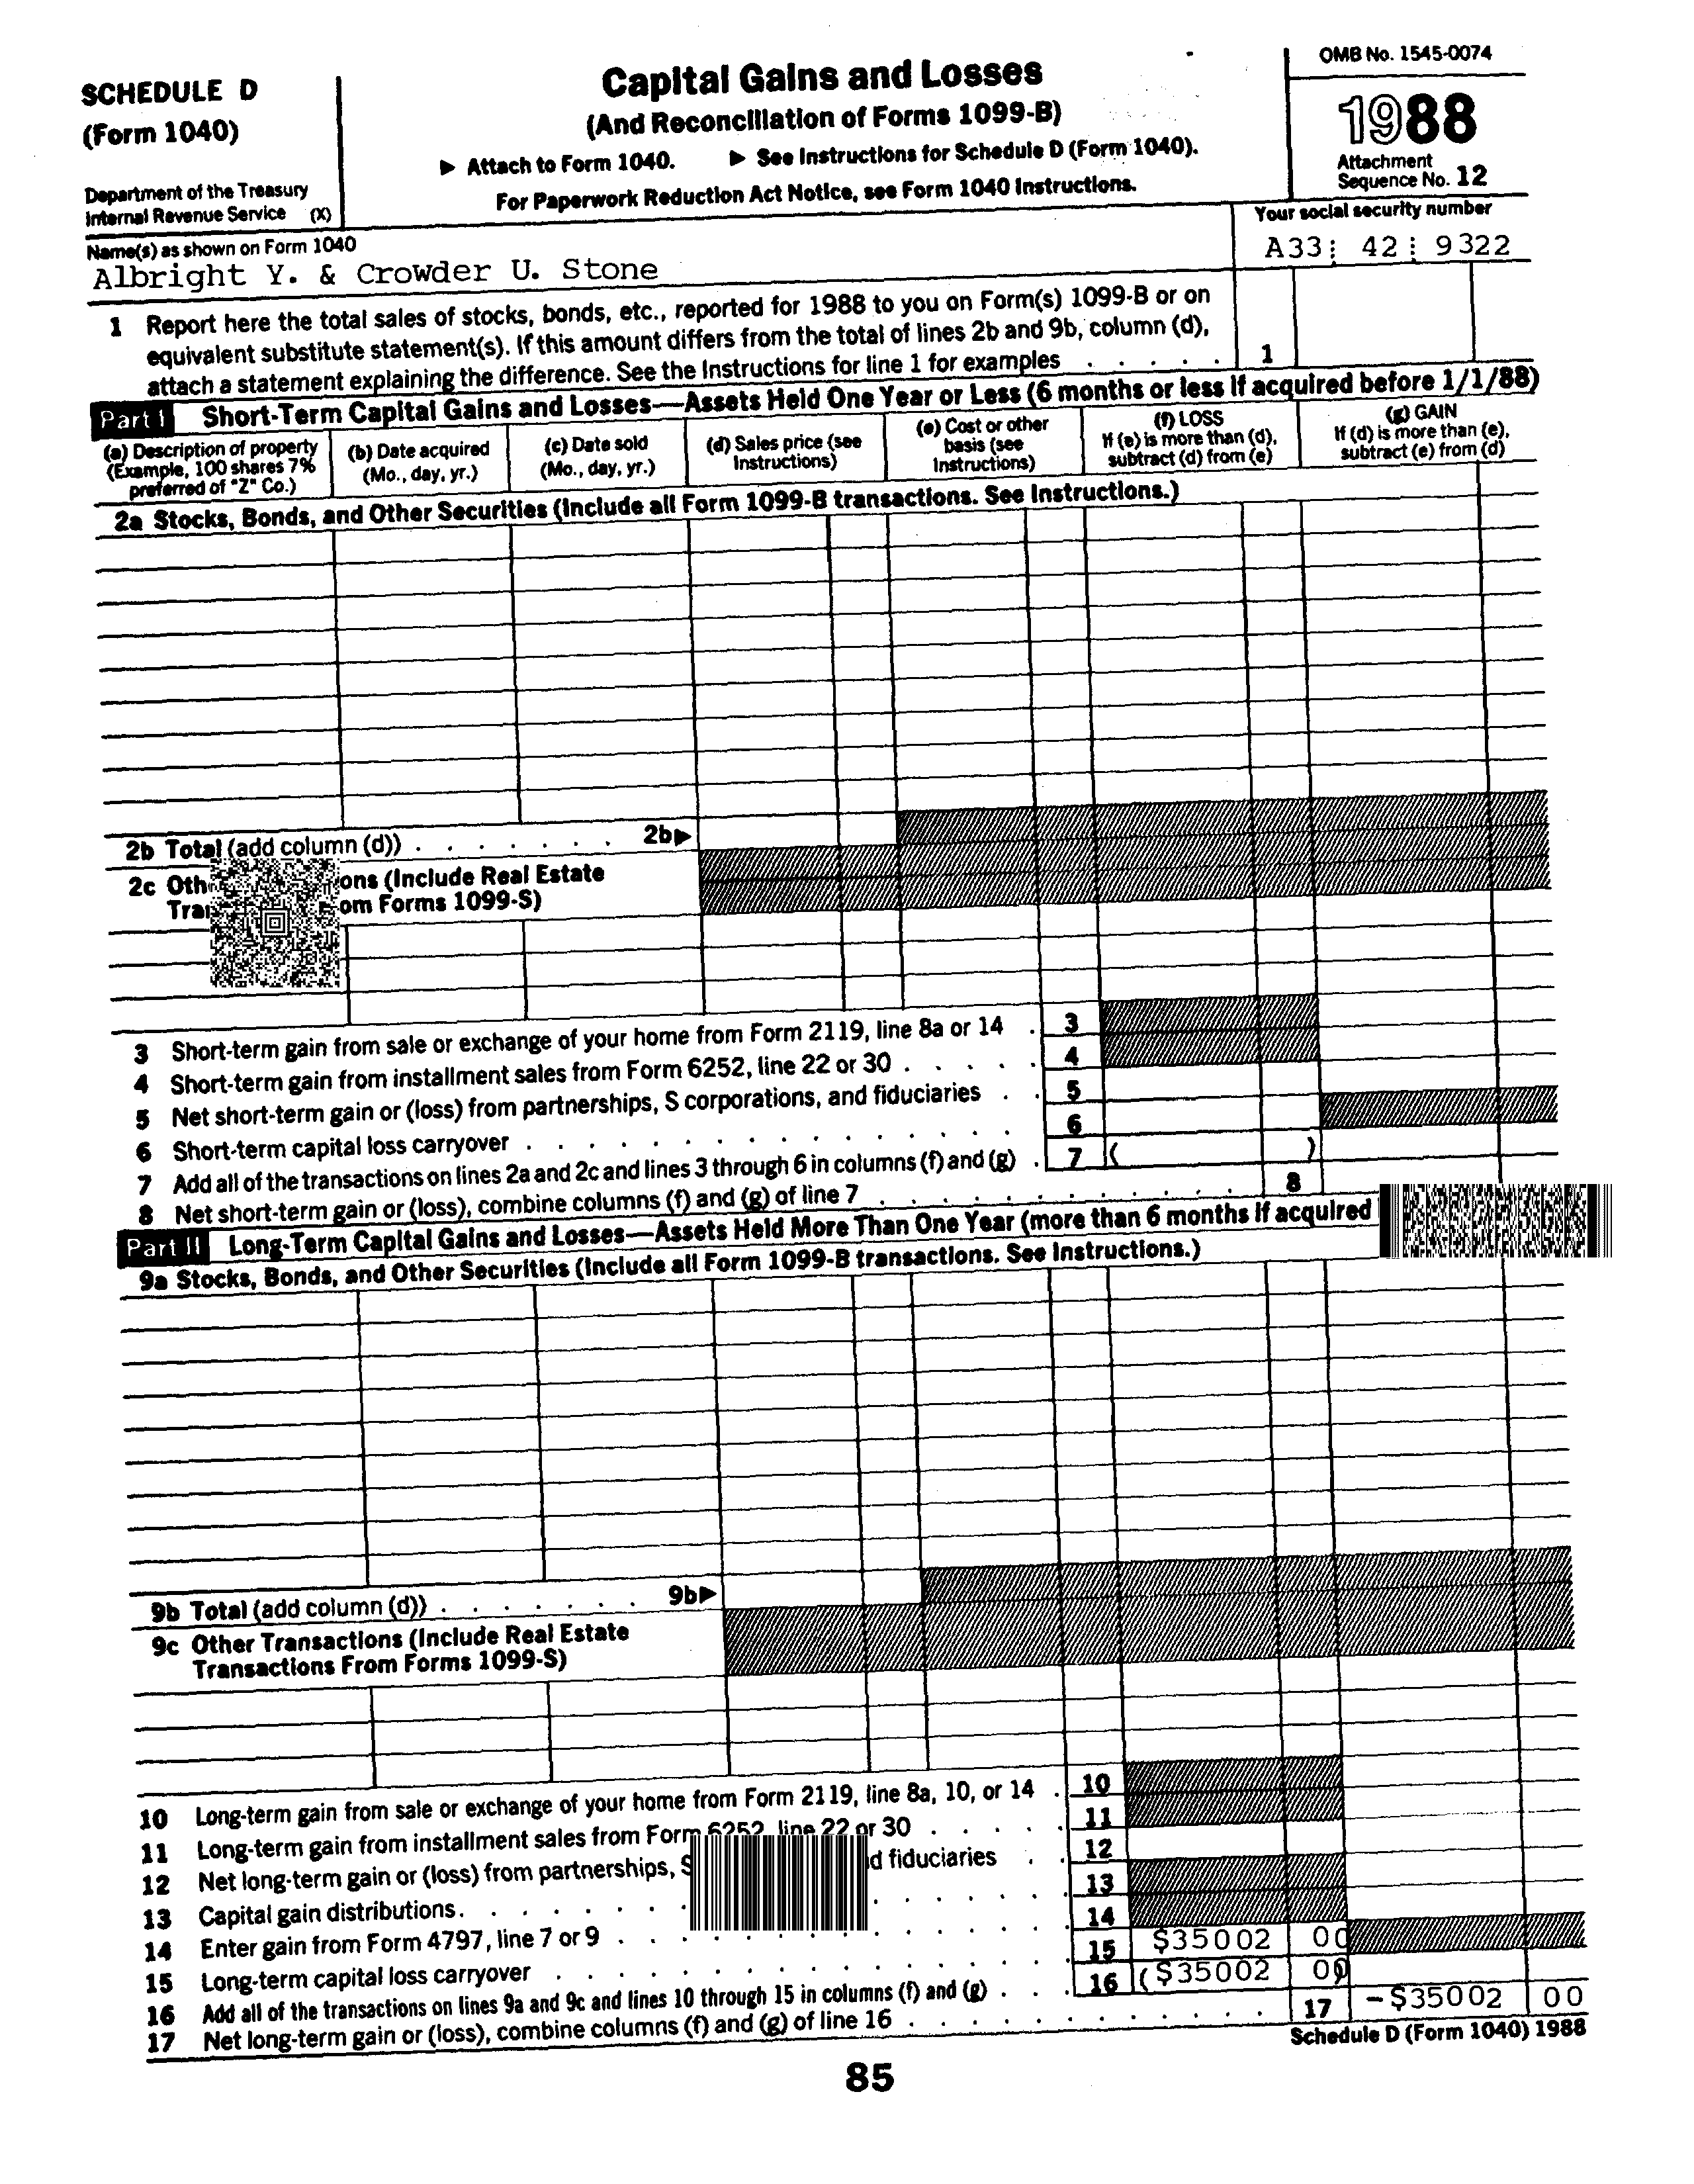 SCHEDULE D
(Form 1040)
Department of the Treasury
Internal Revenue Service (X)
Capital Gains and Losses
(And Reconciliation of Forms 1099-B)
▶ Attach to Form 1040. ▶ See Instructions for Schedule D (Form 1040).
For Paperwork Reduction Act Notice, see Form 1040 Instructions.
OMB No. 1545-0074
1988
Attachment
Sequence No. 12
Name(s) as shown on Form 1040
Albright Y. & Crowder U. Stone
Your social security number
A33 42 9322
1 Report here the total sales of stocks, bonds, etc., reported for 1988 to you on Form(s) 1099-B or on
equivalent substitute statement(s). If this amount differs from the total of lines 2b and 9b, column (d),
attach a statement explaining the difference. See the Instructions for line 1 for examples . . . . . 1
Part I Short-Term Capital Gains and Losses—Assets Held One Year or Less (6 months or less if acquired before 1/1/88)
(a) Description of property
(Example, 100 shares 7%
preferred of "Z" Co.)
(b) Date acquired
(Mo., day, yr.)
(c) Date sold
(Mo., day, yr.)
(d) Sales price (see
Instructions)
(e) Cost or other
basis (see
Instructions)
(f) LOSS
If (e) is more than (d),
subtract (d) from (e)
(g) GAIN
If (d) is more than (e),
subtract (e) from (d)
2a Stocks, Bonds, and Other Securities (Include all Form 1099-B transactions. See Instructions.)
2b Total (add column (d)) . . . . . . . 2b▶
2c Oth ons (Include Real Estate
Tra om Forms 1099-S)
3 Short-term gain from sale or exchange of your home from Form 2119, line 8a or 14 . 3
4 Short-term gain from installment sales from Form 6252, line 22 or 30 . . . . . 4
5 Net short-term gain or (loss) from partnerships, S corporations, and fiduciaries . . 5
6 Short-term capital loss carryover . . . . . . . . . . . . . 6
7 Add all of the transactions on lines 2a and 2c and lines 3 through 6 in columns (f) and (g) . 7 ( )
8 Net short-term gain or (loss), combine columns (f) and (g) of line 7 . . . . . . . . . . . 8
Part II Long-Term Capital Gains and Losses—Assets Held More Than One Year (more than 6 months if acquired
9a Stocks, Bonds, and Other Securities (Include all Form 1099-B transactions. See Instructions.)
9b Total (add column (d)) . . . . . . . 9b▶
9c Other Transactions (Include Real Estate
Transactions From Forms 1099-S)
10 Long-term gain from sale or exchange of your home from Form 2119, line 8a, 10, or 14 . 10
11 Long-term gain from installment sales from Form 6252, line 22 or 30 . . . . . 11
12 Net long-term gain or (loss) from partnerships, S d fiduciaries . . 12
13 Capital gain distributions . . . . . . . . . . . . . 13
14 Enter gain from Form 4797, line 7 or 9 . . . . . . . . . . . 14
15 Long-term capital loss carryover . . . . . . . . . . . . . 15 $35002 00
16 Add all of the transactions on lines 9a and 9c and lines 10 through 15 in columns (f) and (g) . . . 16 ( $35002 00)
17 Net long-term gain or (loss), combine columns (f) and (g) of line 16 . . . . . . . . . . . 17 -$35002 00
Schedule D (Form 1040) 1988
85